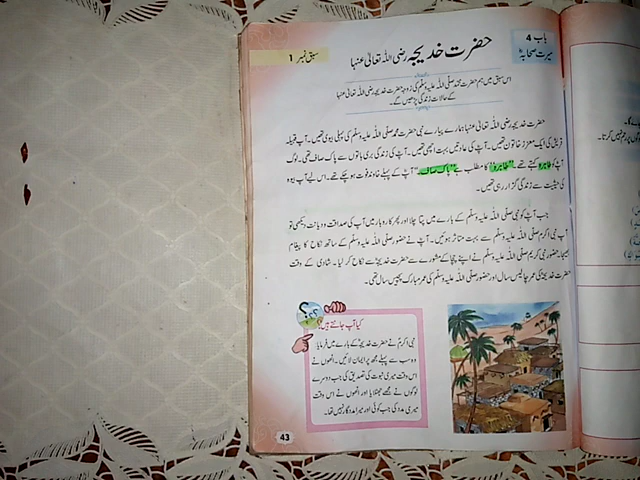 باب 4
سیرت صحابہؓ
حضرت خدیجہ رضی اللہ تعالیٰ عنہا
سبق نمبر 1
اس سبق میں ہم حضرت محمد صلی اللہ علیہ وسلم کی زوجہ حضرت خدیجہ رضی اللہ تعالیٰ عنہا
کے حالات زندگی پڑھیں گے۔
حضرت خدیجہ رضی اللہ تعالیٰ عنہا ہمارے پیارے نبی حضرت محمد صلی اللہ علیہ وسلم کی پہلی بیوی تھیں۔ آپؓ قبیلہ
قریش کی ایک معزز خاتون تھیں۔ آپؓ کی عادتیں بہت اچھی تھیں۔ آپؓ کی زندگی بری باتوں سے پاک صاف تھی۔ لوگ
آپؓ کو طاہرہ کہتے تھے۔ "طاہرہ" کا مطلب ہے "پاک صاف۔" آپؓ کے پہلے خاوند فوت ہو چکے تھے۔ اس لیے آپؓ بیوہ
کی حیثیت سے زندگی گزار رہی تھیں۔
جب آپؓ کو نبی صلی اللہ علیہ وسلم کے بارے میں پتا چلا اور پھر کاروبار میں آپ کی صداقت و دیانت دیکھی تو
آپ نبی اکرم صلی اللہ علیہ وسلم سے بہت متاثر ہوئیں۔ آپؓ نے حضور صلی اللہ علیہ وسلم کے ساتھ نکاح کا پیغام
بھیجا۔ حضور نبی کریم صلی اللہ علیہ وسلم نے اپنے چچا کے مشورے سے حضرت خدیجہؓ سے نکاح کر لیا۔ شادی کے وقت
حضرت خدیجہؓ کی عمر چالیس سال اور حضور صلی اللہ علیہ وسلم کی عمر مبارک پچیس سال تھی۔
کیا آپ جانتے ہیں؟
نبی اکرمؐ نے حضرت خدیجہؓ کے بارے میں فرمایا
وہ سب سے پہلے مجھ پر ایمان لائیں۔ انھوں نے
اس وقت میری نبوت کی تصدیق کی جب دوسرے
لوگوں نے مجھے جھٹلایا اور انھوں نے اس وقت
میری مدد کی جب کوئی اور میرا مددگار نہیں تھا۔
43